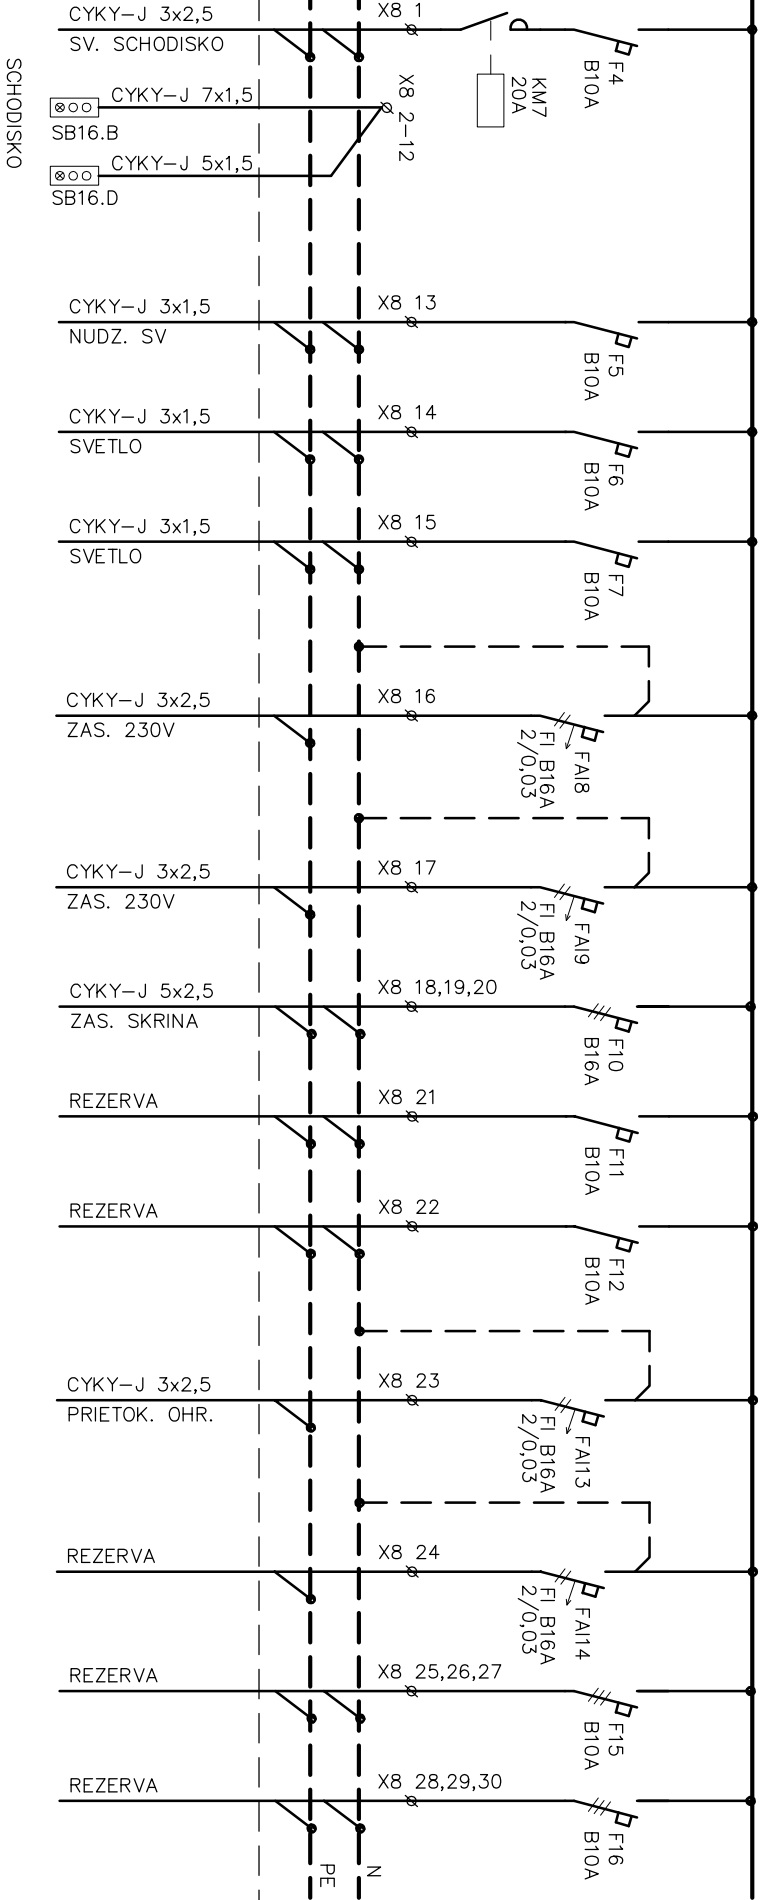 CYKY-J 3x2,5
X8 1
SV. SCHODISKO
F4
B10A
KM7
20A
SCHODISKO
CYKY-J 7x1,5
X8 2-12
SB16.B
CYKY-J 5x1,5
SB16.D
CYKY-J 3x1,5
X8 13
NUDZ. SV
F5
B10A
CYKY-J 3x1,5
X8 14
SVETLO
F6
B10A
CYKY-J 3x1,5
X8 15
SVETLO
F7
B10A
CYKY-J 3x2,5
X8 16
ZAS. 230V
FAI8
FI B16A
2/0,03
CYKY-J 3x2,5
X8 17
ZAS. 230V
FAI9
FI B16A
2/0,03
CYKY-J 5x2,5
X8 18,19,20
ZAS. SKRINA
F10
B16A
REZERVA
X8 21
F11
B10A
REZERVA
X8 22
F12
B10A
CYKY-J 3x2,5
X8 23
PRIETOK. OHR.
FAI13
FI B16A
2/0,03
REZERVA
X8 24
FAI14
FI B16A
2/0,03
REZERVA
X8 25,26,27
F15
B10A
REZERVA
X8 28,29,30
F16
B10A
N
PE